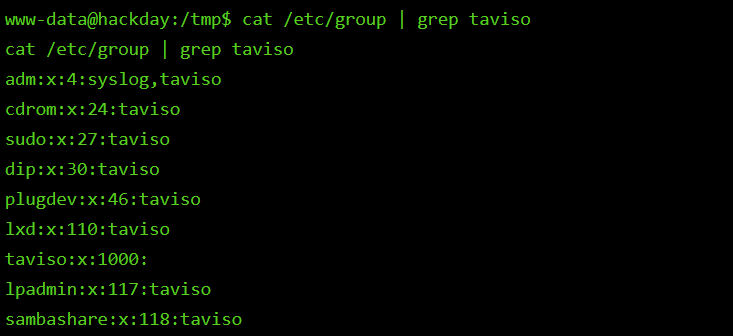 www-data@hackday:/tmp$ cat /etc/group | grep taviso
cat /etc/group | grep taviso
adm:x:4:syslog,taviso
cdrom:x:24:taviso
sudo:x:27:taviso
dip:x:30:taviso
plugdev:x:46:taviso
lxd:x:110:taviso
taviso:x:1000:
lpadmin:x:117:taviso
sambashare:x:118:taviso